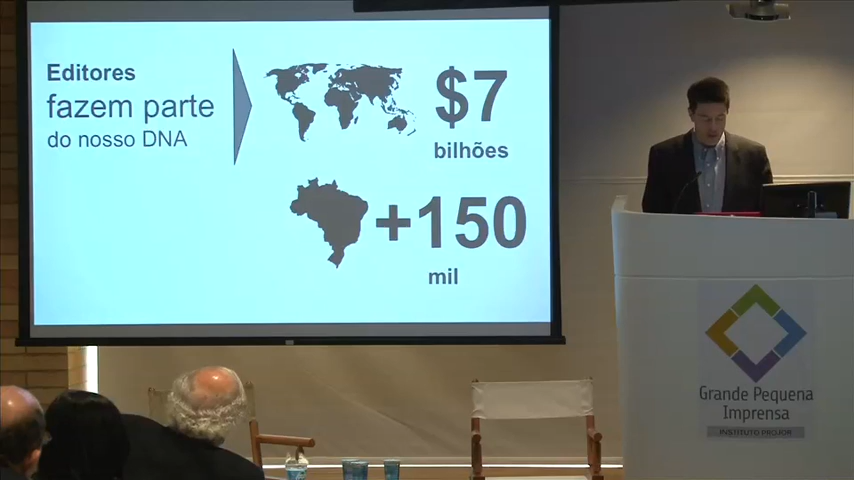 Editores
fazem parte
do nosso DNA
$7
bilhões
+150
mil
Grande Pequena
Imprensa
INSTITUTO PROJOR